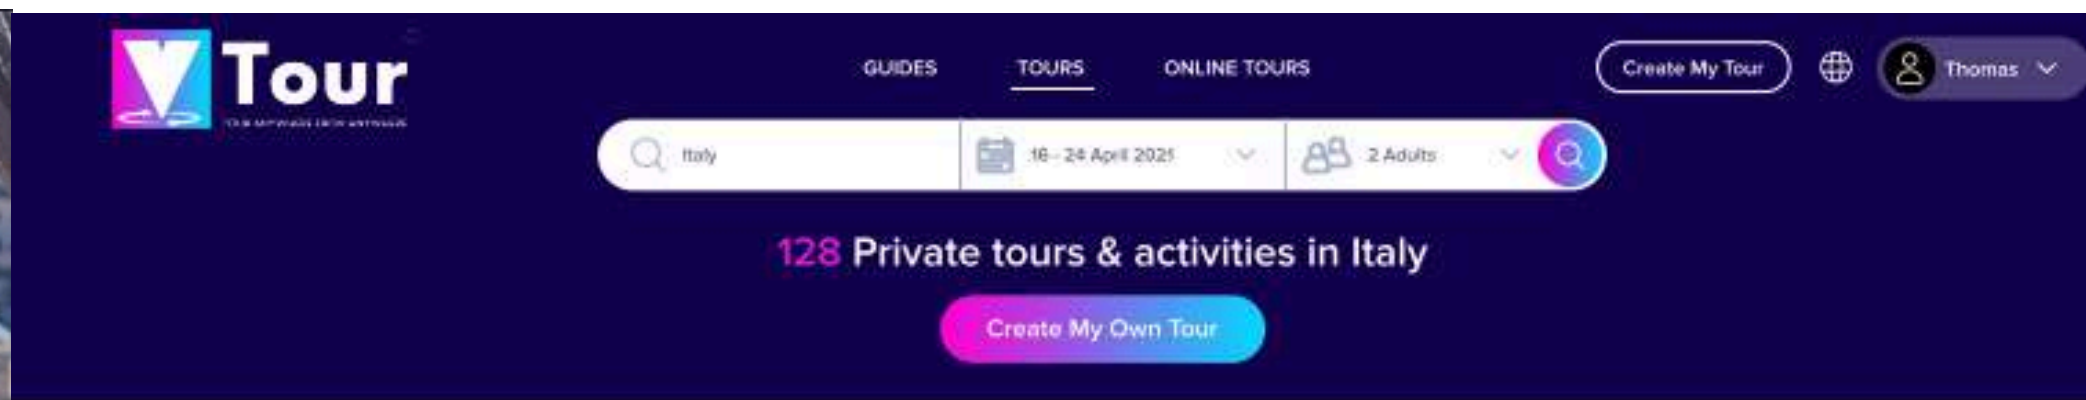 Tour
GUIDES TOURS ONLINE TOURS
Create My Tour
Thomas
Italy
16 - 24 April 2021
2 Adults
128 Private tours & activities in Italy
Create My Own Tour